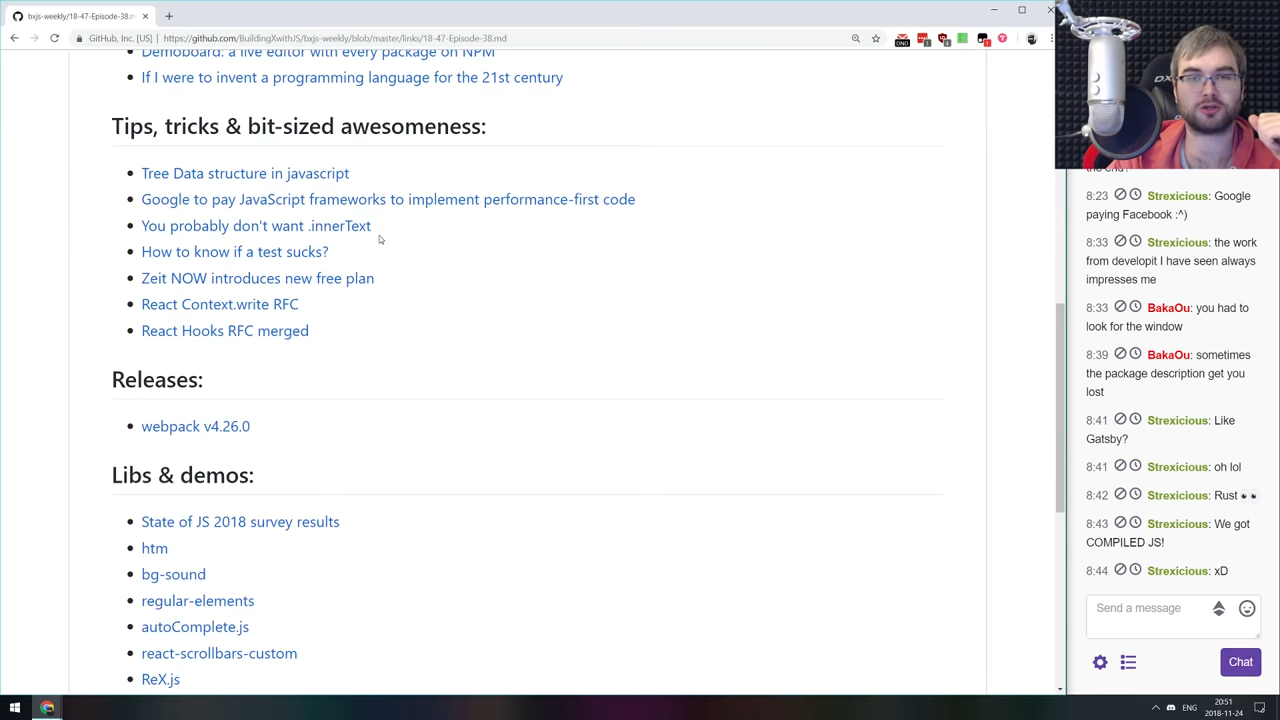 bxjs-weekly/18-47-Episode-38.m
GitHub, Inc. [US] | https://github.com/BuildingXwithJS/bxjs-weekly/blob/master/links/18-47-Episode-38.md
DND
Demoboard: a live editor with every package on NPM
If I were to invent a programming language for the 21st century
Tips, tricks & bit-sized awesomeness:
Tree Data structure in javascript
Google to pay JavaScript frameworks to implement performance-first code
You probably don't want .innerText
How to know if a test sucks?
Zeit NOW introduces new free plan
React Context.write RFC
React Hooks RFC merged
Releases:
webpack v4.26.0
Libs & demos:
State of JS 2018 survey results
htm
bg-sound
regular-elements
autoComplete.js
react-scrollbars-custom
ReX.js
DX
the end?
8:23 Strexicious: Google
paying Facebook :^)
8:33 Strexicious: the work
from developit I have seen always
impresses me
8:33 BakaOu: you had to
look for the window
8:39 BakaOu: sometimes
the package description get you
lost
8:41 Strexicious: Like
Gatsby?
8:41 Strexicious: oh lol
8:42 Strexicious: Rust 👀
8:43 Strexicious: We got
COMPILED JS!
8:44 Strexicious: xD
Send a message
Chat
ENG
20:51
2018-11-24